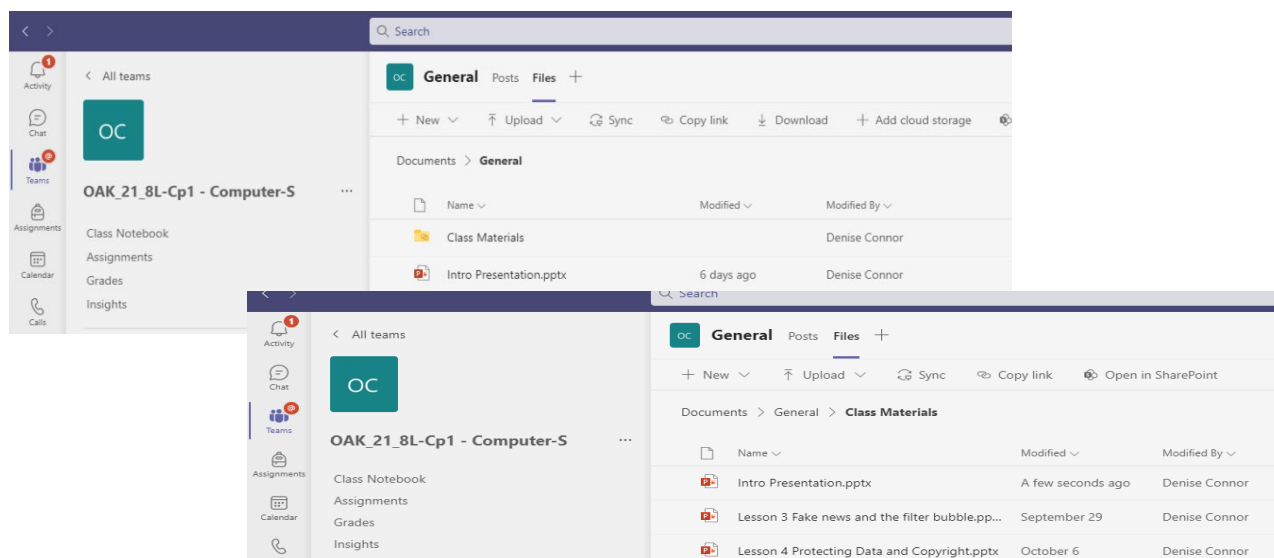 Search
1
Activity
Chat
@
Teams
Assignments
Calendar
Calls
All teams
OC
OAK_21_8L-Cp1 - Computer-S ...
Class Notebook
Assignments
Grades
Insights
OC General Posts Files
New Upload Sync Copy link Download Add cloud storage
Documents > General
Name Modified Modified By
Class Materials Denise Connor
Intro Presentation.pptx 6 days ago Denise Connor
Search
1
Activity
Chat
@
Teams
Assignments
Calendar
All teams
OC
OAK_21_8L-Cp1 - Computer-S ...
Class Notebook
Assignments
Grades
Insights
OC General Posts Files
New Upload Sync Copy link Open in SharePoint
Documents > General > Class Materials
Name Modified Modified By
Intro Presentation.pptx A few seconds ago Denise Connor
Lesson 3 Fake news and the filter bubble.pp... September 29 Denise Connor
Lesson 4 Protecting Data and Copyright.pptx October 6 Denise Connor